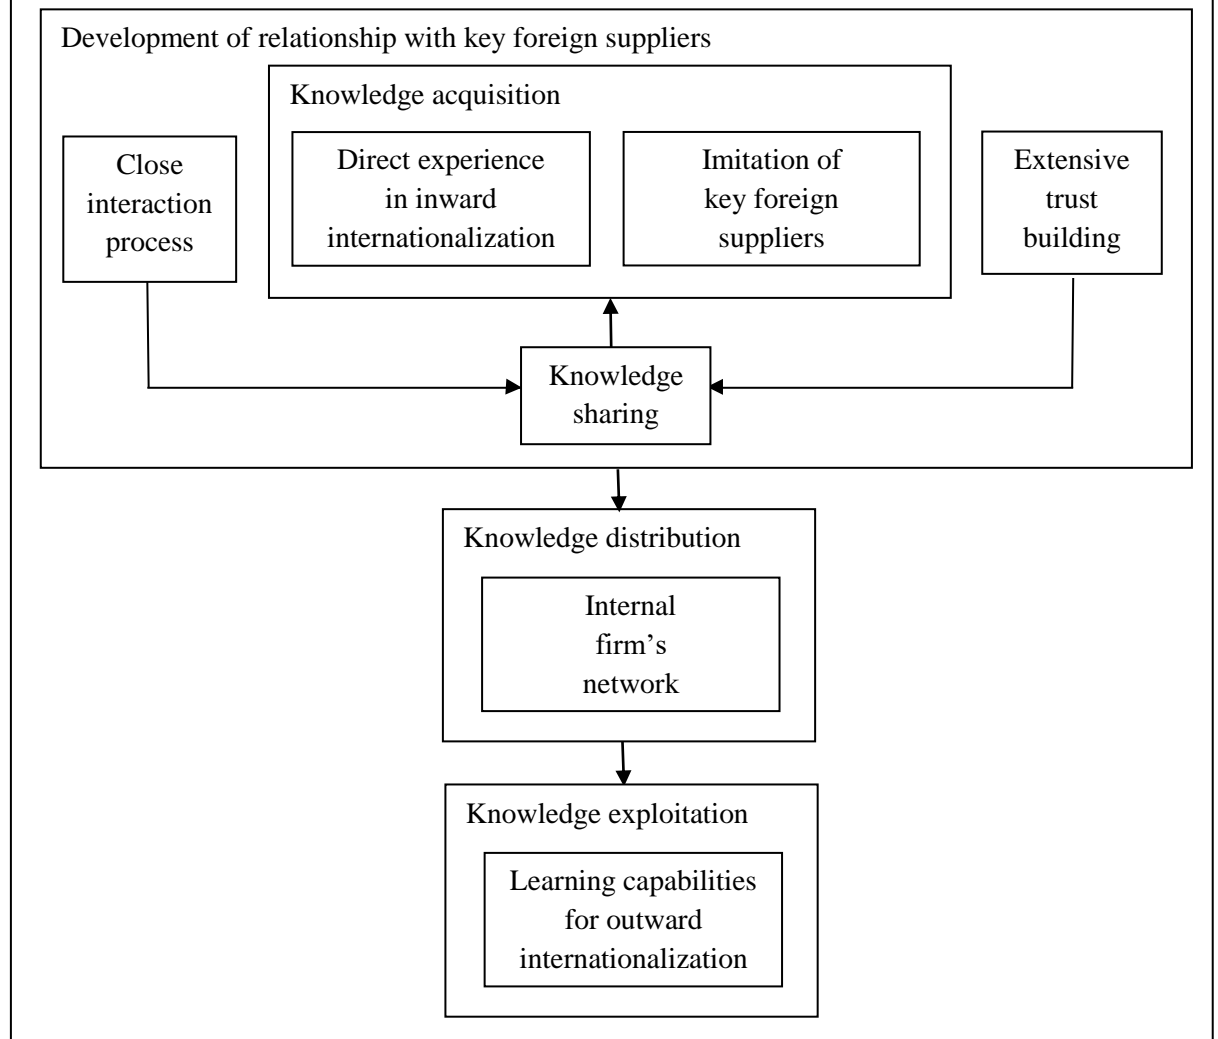 Development of relationship with key foreign suppliers
Knowledge acquisition
Close
interaction
process
Direct experience
in inward
internationalization
Imitation of
key foreign
suppliers
Extensive
trust
building
Knowledge
sharing
Knowledge distribution
Internal
firm’s
network
Knowledge exploitation
Learning capabilities
for outward
internationalization